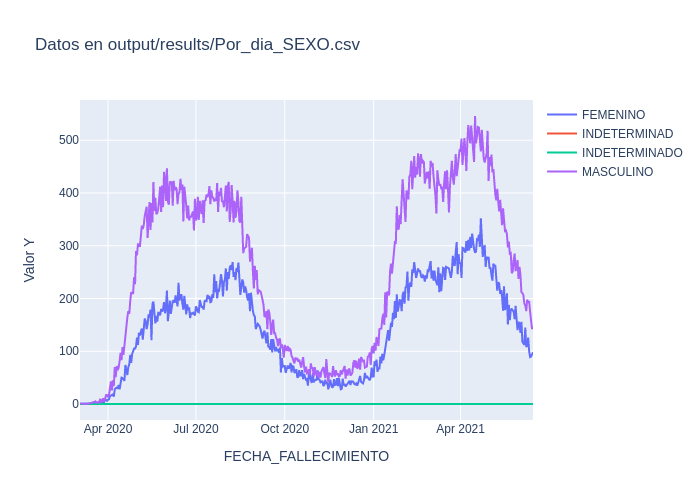 Datos en output/results/Por_dia_SEXO.csv
FEMENINO
INDETERMINAD
INDETERMINADO
MASCULINO
Valor Y
500
400
300
200
100
0
Apr 2020
Jul 2020
Oct 2020
Jan 2021
Apr 2021
FECHA_FALLECIMIENTO